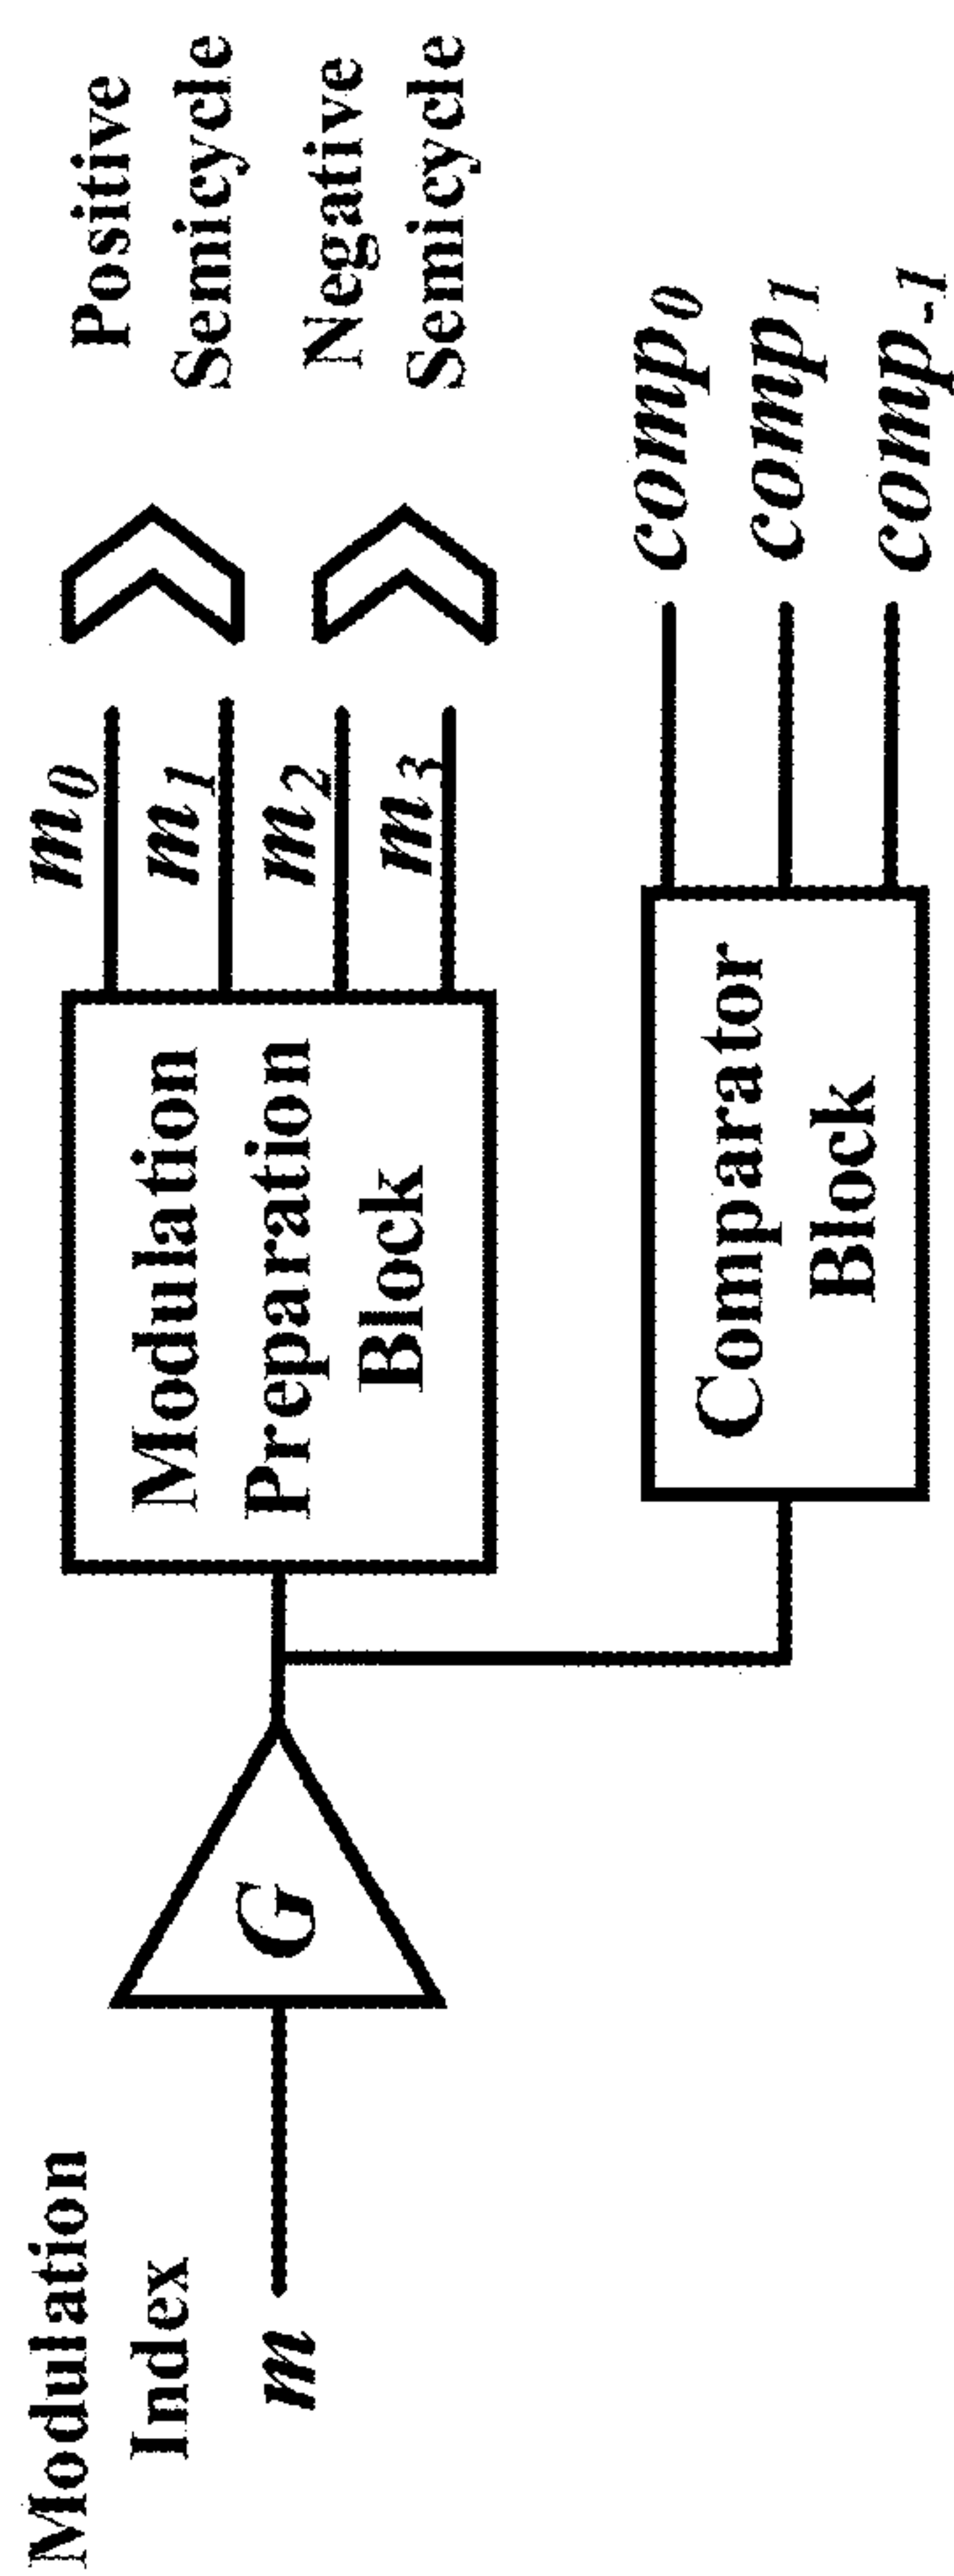 Modulation
Index
m
G
Modulation
Preparation
Block
m0
m1
m2
m3
Positive
Semicycle
Negative
Semicycle
Comparator
Block
comp0
comp1
comp-1